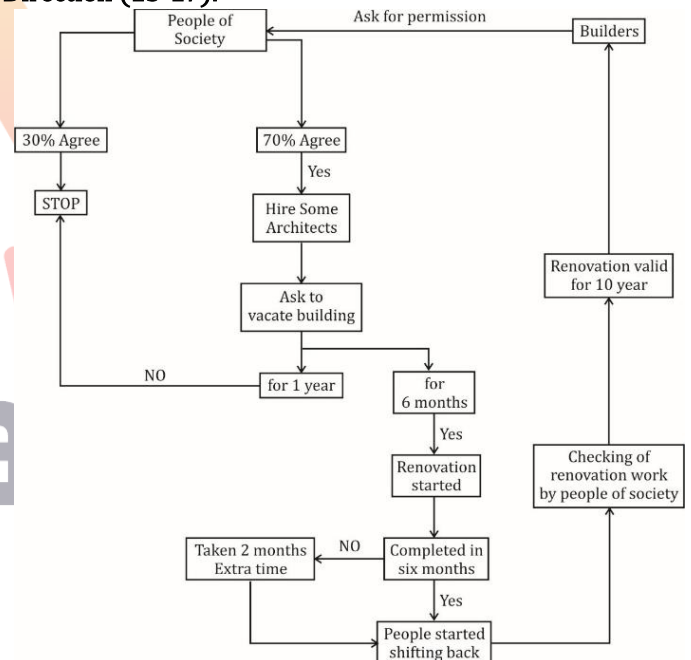 People of
Society
Ask for permission
Builders
30% Agree
70% Agree
Yes
STOP
Hire Some
Architects
Renovation valid
for 10 year
Ask to
vacate building
NO
for 1 year
for
6 months
Yes
Checking of
renovation work
by people of society
Renovation
started
Taken 2 months
Extra time
NO
Completed in
six months
Yes
People started
shifting back